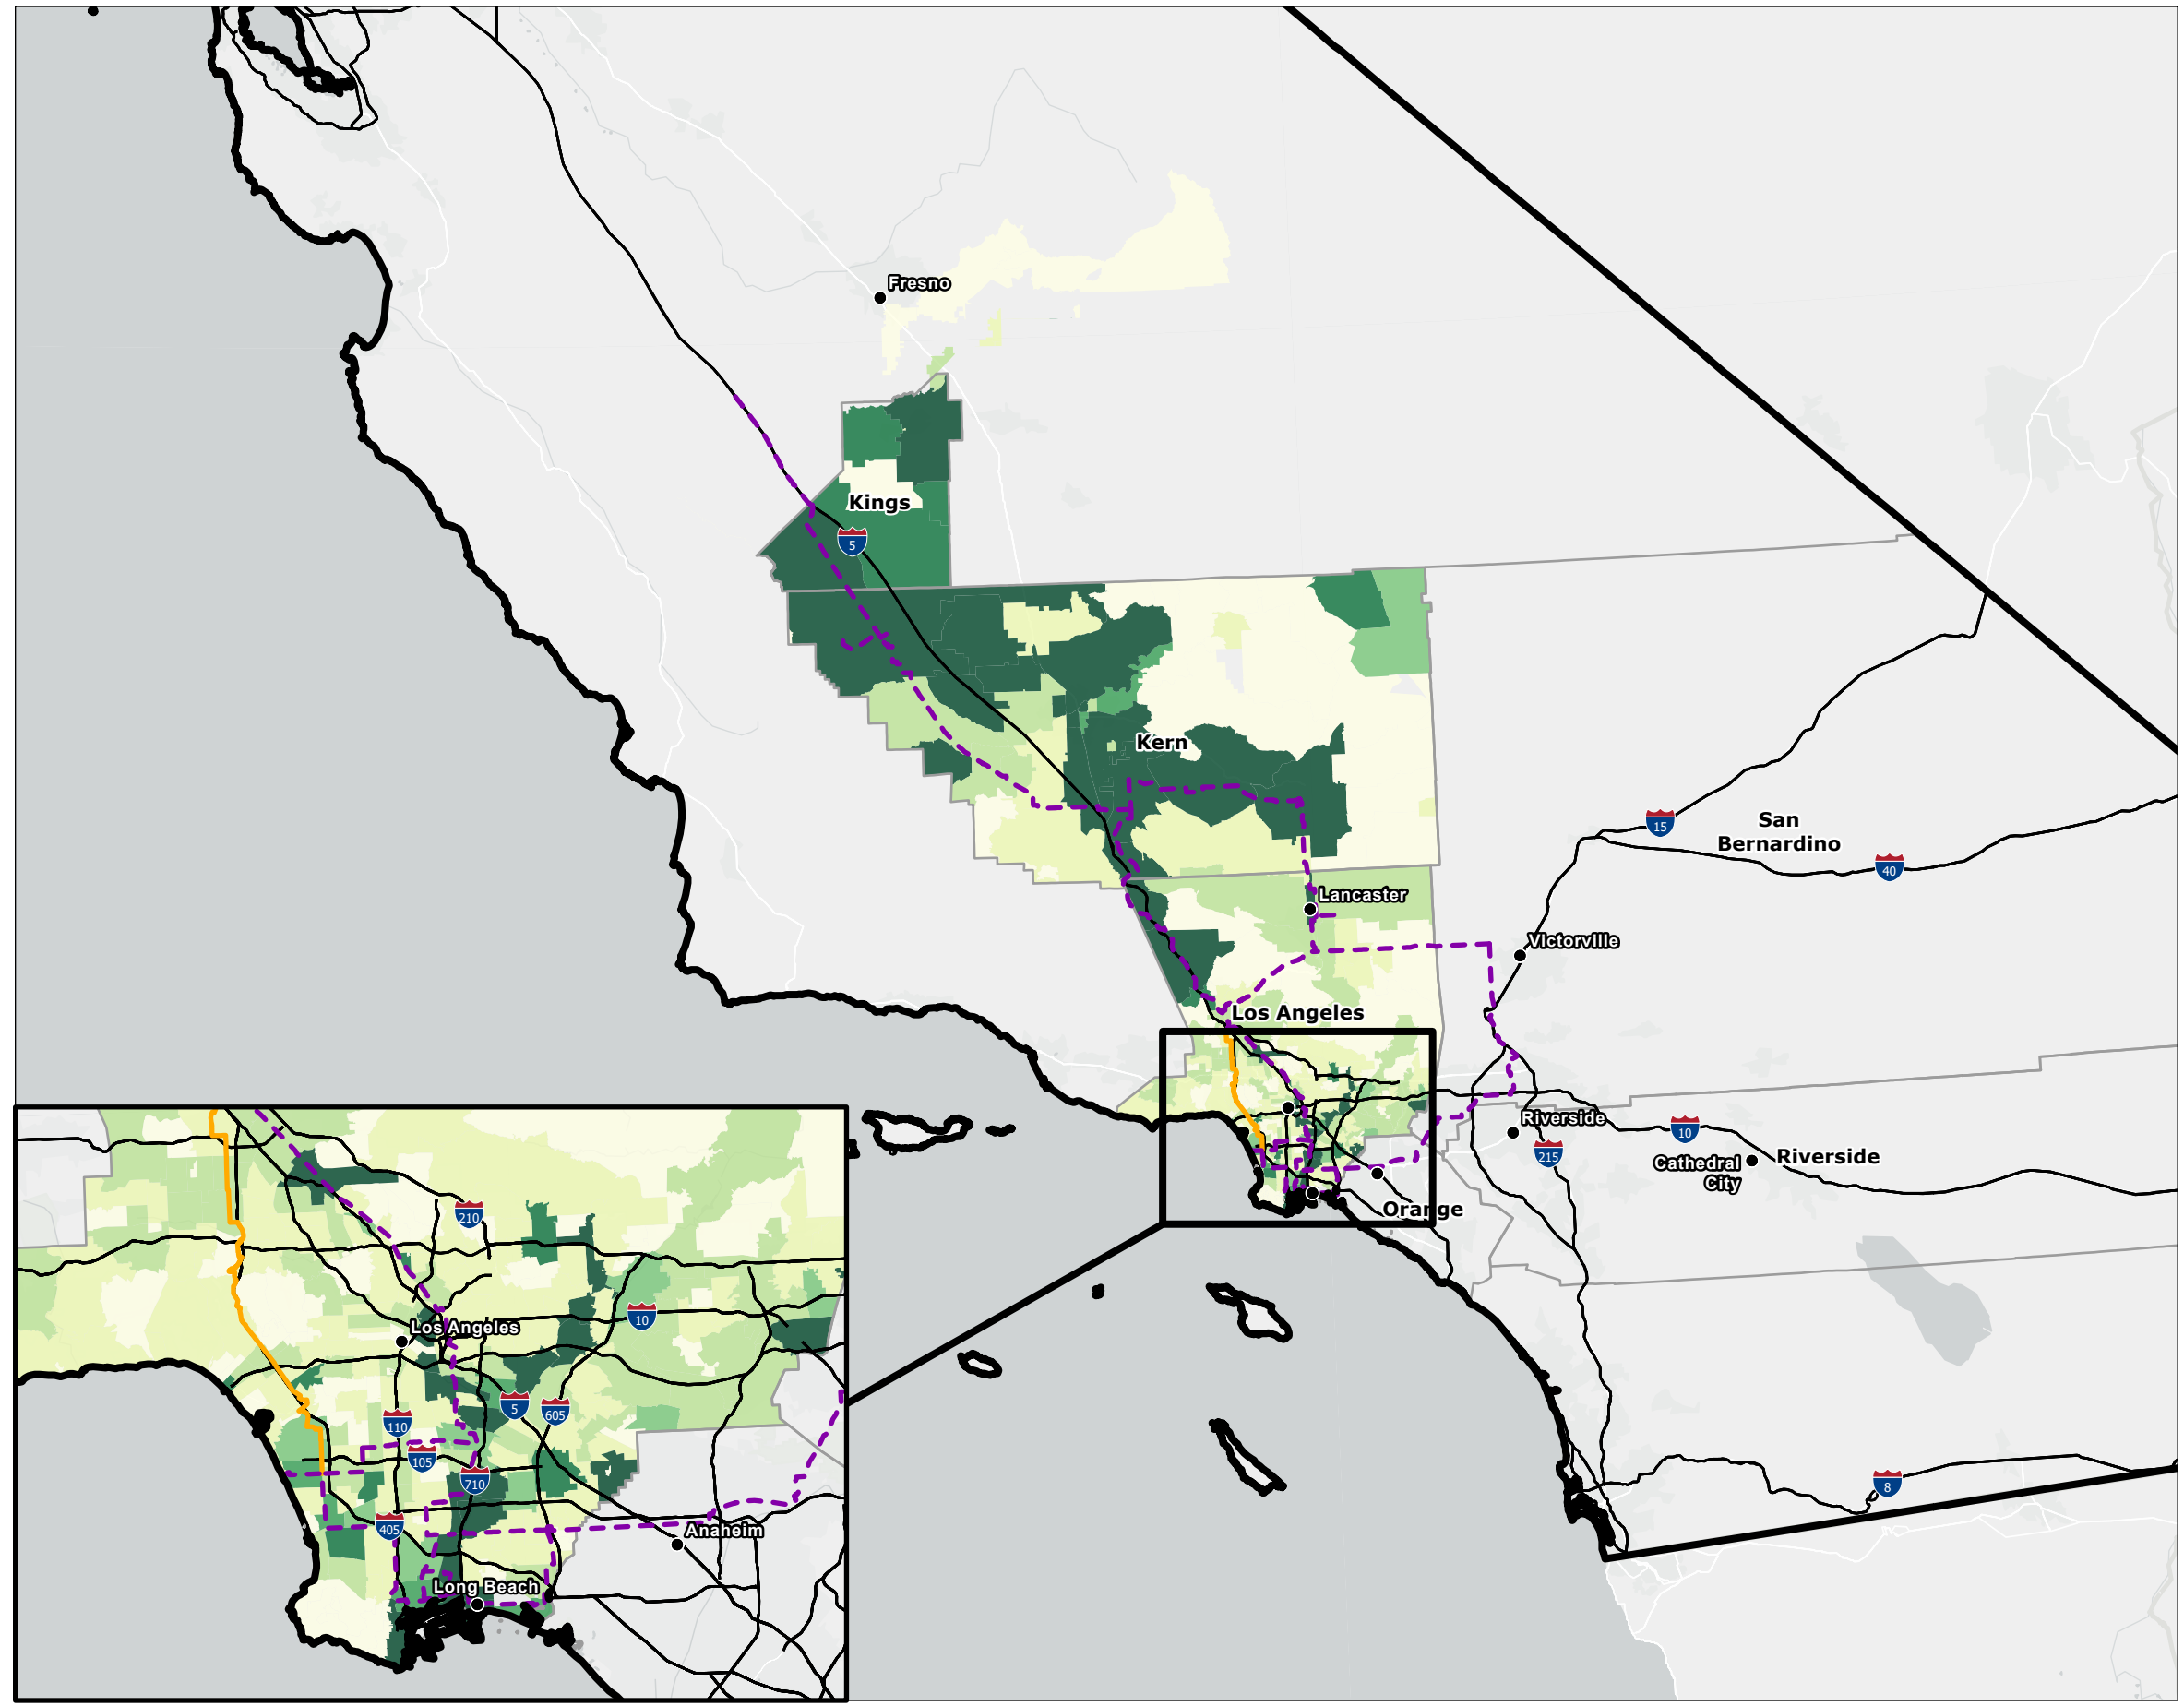 Fresno
Kings
5
Kern
15
San
Bernardino
40
Lancaster
Victorville
Los Angeles
Riverside
10
215
Cathedral
City
Riverside
Orange
210
10
Los Angeles
5
605
110
105
710
405
Anaheim
Long Beach
8